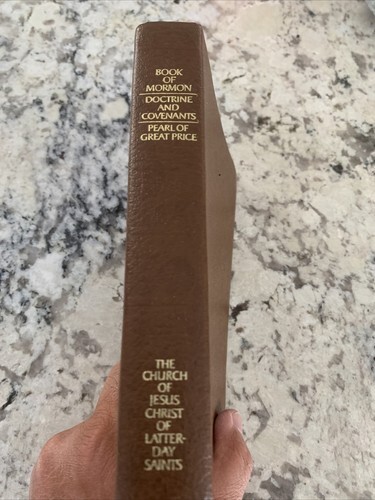 BOOK
OF
MORMON
DOCTRINE
AND
COVENANTS
PEARL OF
GREAT PRICE
THE
CHURCH
OF
JESUS
CHRIST
OF
LATTER-
DAY
SAINTS